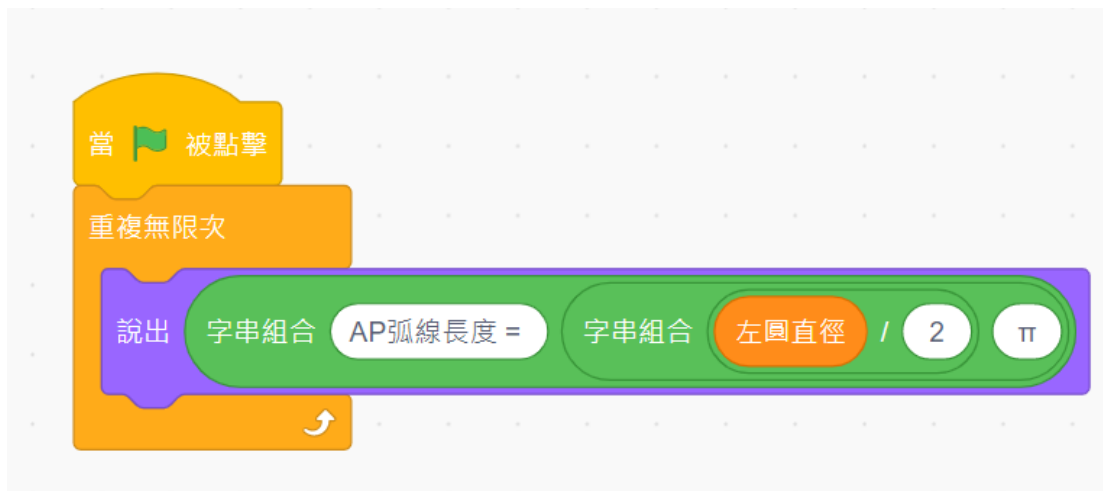 當 被點擊
重複無限次
說出 字串組合 AP弧線長度 = 字串組合 左圓直徑 / 2 π